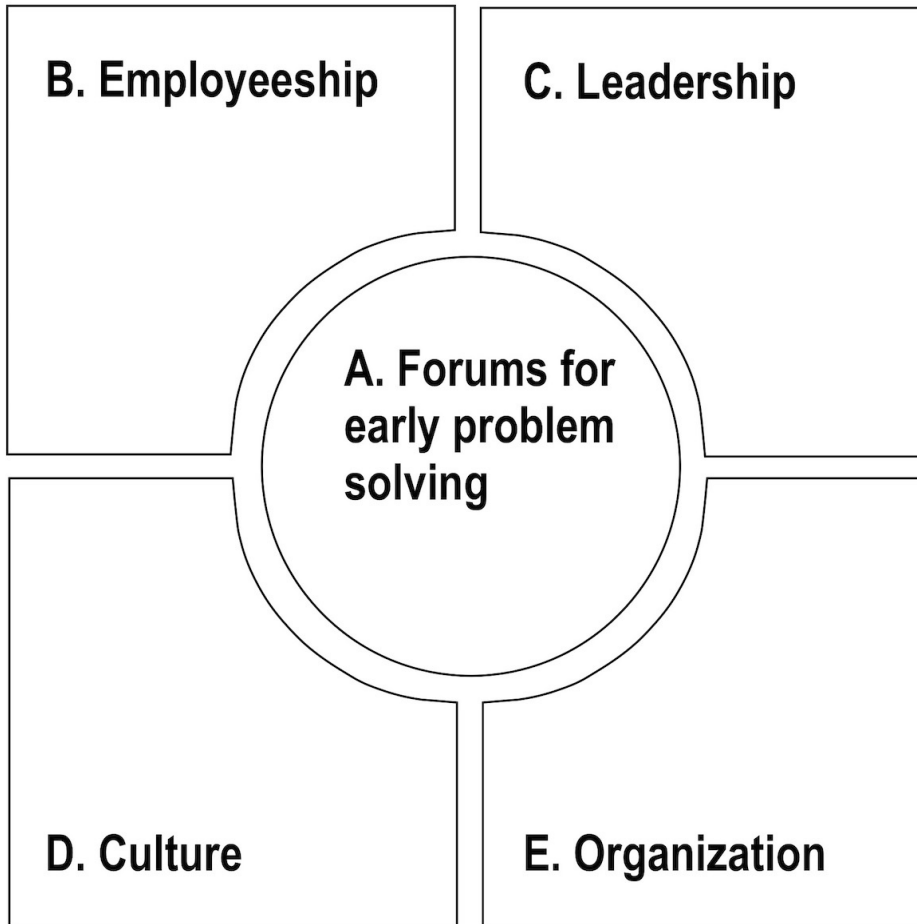 B. Employeeship
C. Leadership
A. Forums for
early problem
solving
D. Culture
E. Organization